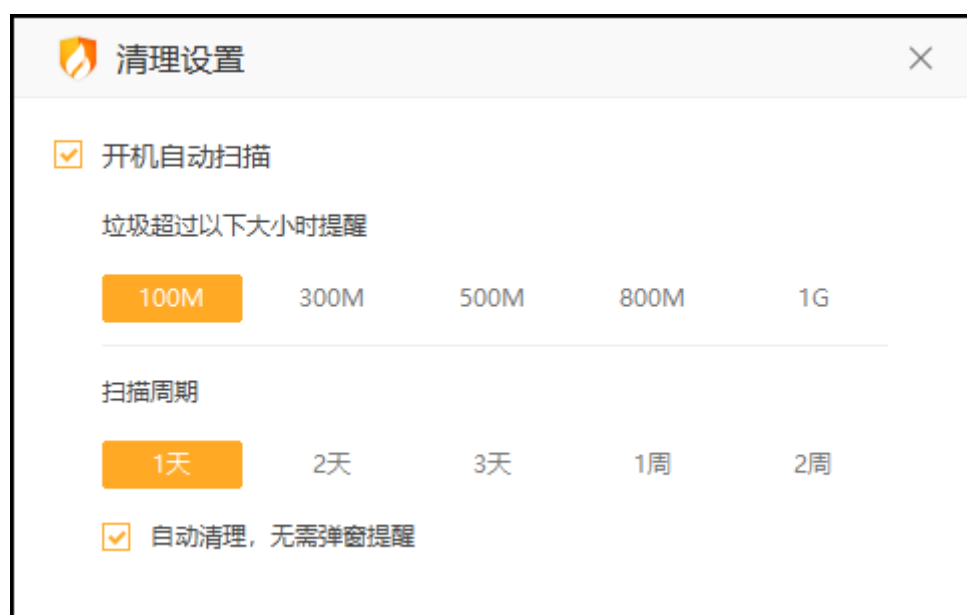 清理设置
开机自动扫描
垃圾超过以下大小时提醒
100M 300M 500M 800M 1G
扫描周期
1天 2天 3天 1周 2周
自动清理，无需弹窗提醒